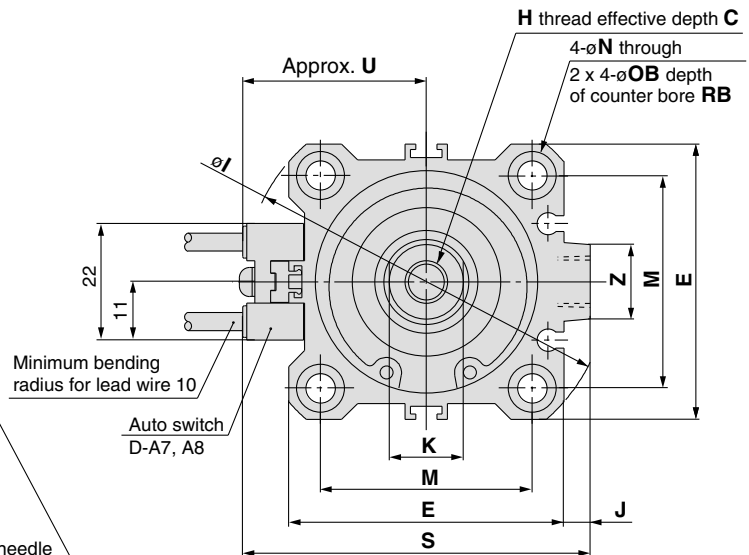 H thread effective depth C
4-øN through
2 x 4-øOB depth
of counter bore RB
Approx. U
øI
22
11
Z
M
E
Minimum bending
radius for lead wire 10
Auto switch
D-A7, A8
K
M
E
J
S
needle